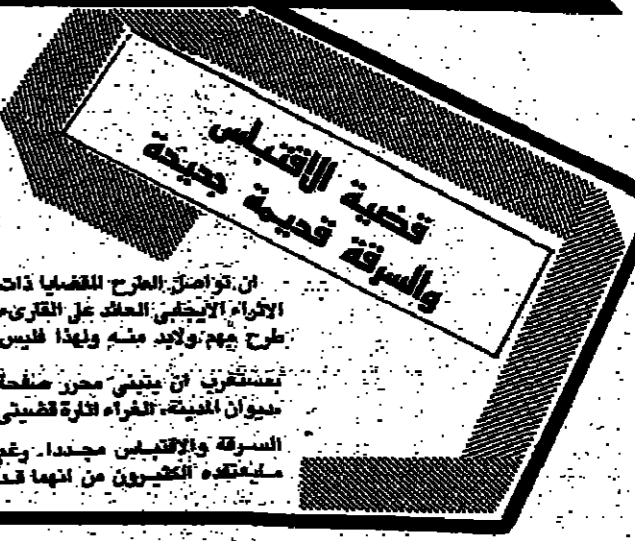 قضية الاقتباس
والسرقة قديمة جديدة
ان تواصل الطرح للقضايا ذات
الاثراء الايجابي العائد على القارىء
طرح مهم ولابد منه ولهذا فليس
بمستغرب ان يتبنى محرر صفحة
«ديوان المدينة» الغراء اثارة قضيتي
السرقة والاقتباس مجددا. رغم
مايعتقده الكثيرون من انهما قد